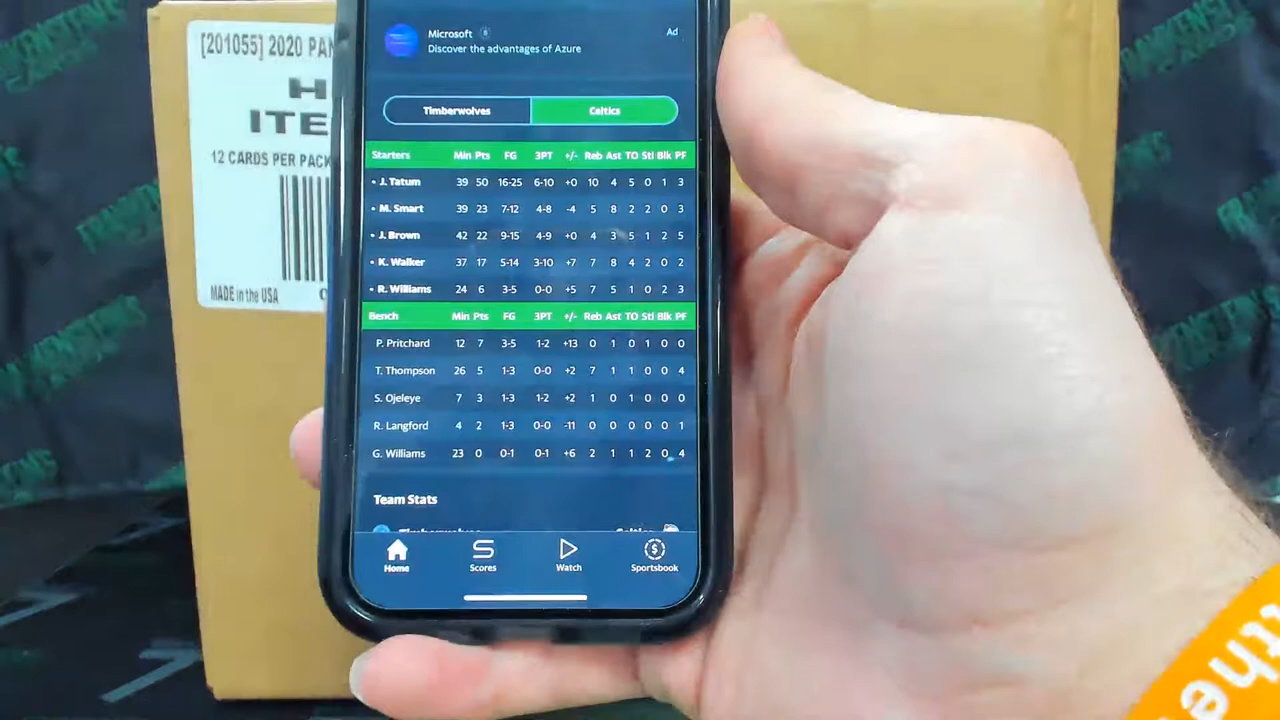 [201055] 2020 PAN
H
ITE
12 CARDS PER PACK
MADE in the USA
Microsoft
Ad
Discover the advantages of Azure
Timberwolves Celtics
Starters Min Pts FG 3PT +/- Reb Ast TO Stl Blk PF
• J. Tatum 39 50 16-25 6-10 +0 10 4 5 0 1 3
• M. Smart 39 23 7-12 4-8 -4 5 8 2 2 0 3
• J. Brown 42 22 9-15 4-9 +0 4 3 5 1 2 5
• K. Walker 37 17 5-14 3-10 +7 7 8 4 2 0 2
• R. Williams 24 6 3-5 0-0 +5 7 5 1 0 2 3
Bench Min Pts FG 3PT +/- Reb Ast TO Stl Blk PF
P. Pritchard 12 7 3-5 1-2 +13 0 1 0 1 0 0
T. Thompson 26 5 1-3 0-0 +2 7 1 1 0 0 4
S. Ojeleye 7 3 1-3 1-2 +2 1 0 1 0 0 0
R. Langford 4 2 1-3 0-0 -11 0 0 0 0 0 1
G. Williams 23 0 0-1 0-1 +6 2 1 1 2 0 4
Team Stats
Timberwolves Celtics
Home Scores Watch Sportsbook
the